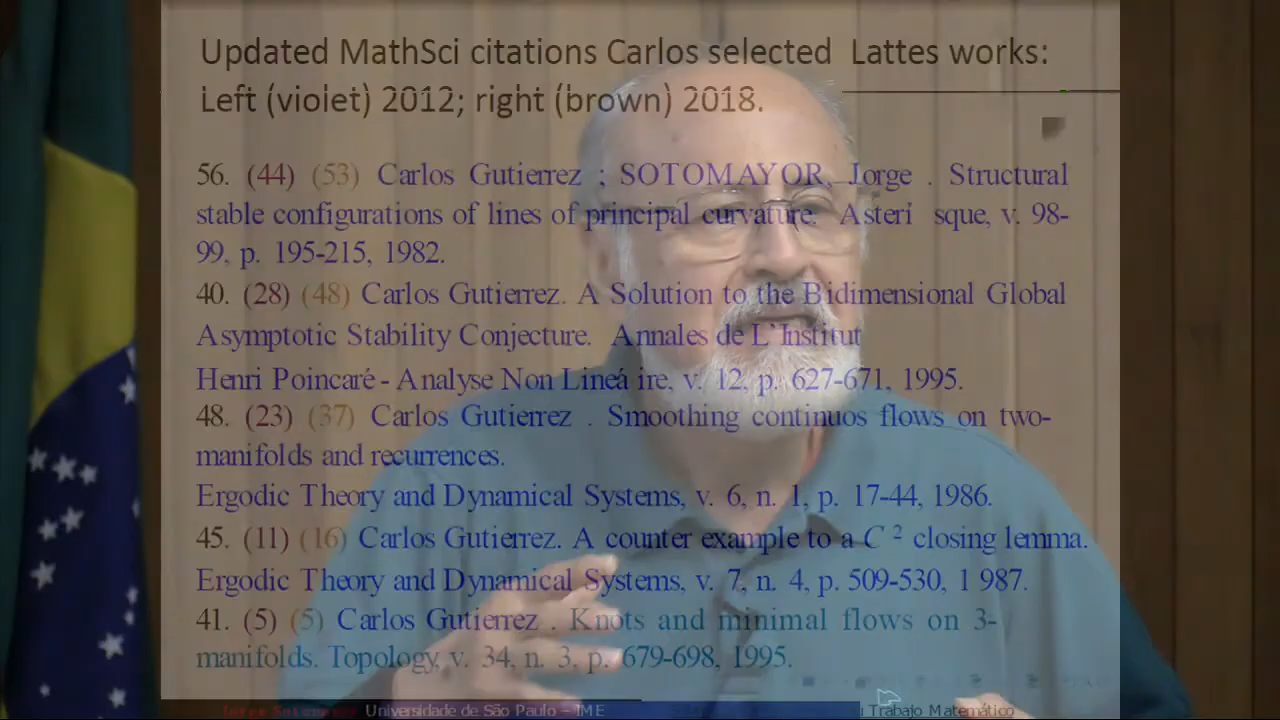 Updated MathSci citations Carlos selected Lattes works:
Left (violet) 2012; right (brown) 2018.
56. (44) (53) Carlos Gutierrez ; SOTOMAYOR, Jorge . Structural
stable configurations of lines of principal curvature. Asterí sque, v. 98-
99, p. 195-215, 1982.
40. (28) (48) Carlos Gutierrez. A Solution to the Bidimensional Global
Asymptotic Stability Conjecture. Annales de L'Institut
Henri Poincaré - Analyse Non Lineá ire, v. 12, p. 627-671, 1995.
48. (23) (37) Carlos Gutierrez . Smoothing continuos flows on two-
manifolds and recurrences.
Ergodic Theory and Dynamical Systems, v. 6, n. 1, p. 17-44, 1986.
45. (11) (16) Carlos Gutierrez. A counter example to a C 2 closing lemma.
Ergodic Theory and Dynamical Systems, v. 7, n. 4, p. 509-530, 1 987.
41. (5) (5) Carlos Gutierrez . Knots and minimal flows on 3-
manifolds. Topology, v. 34, n. 3, p. 679-698, 1995.
Jorge Sotomayor Universidade de São Paulo – IME Trabajo Matemático